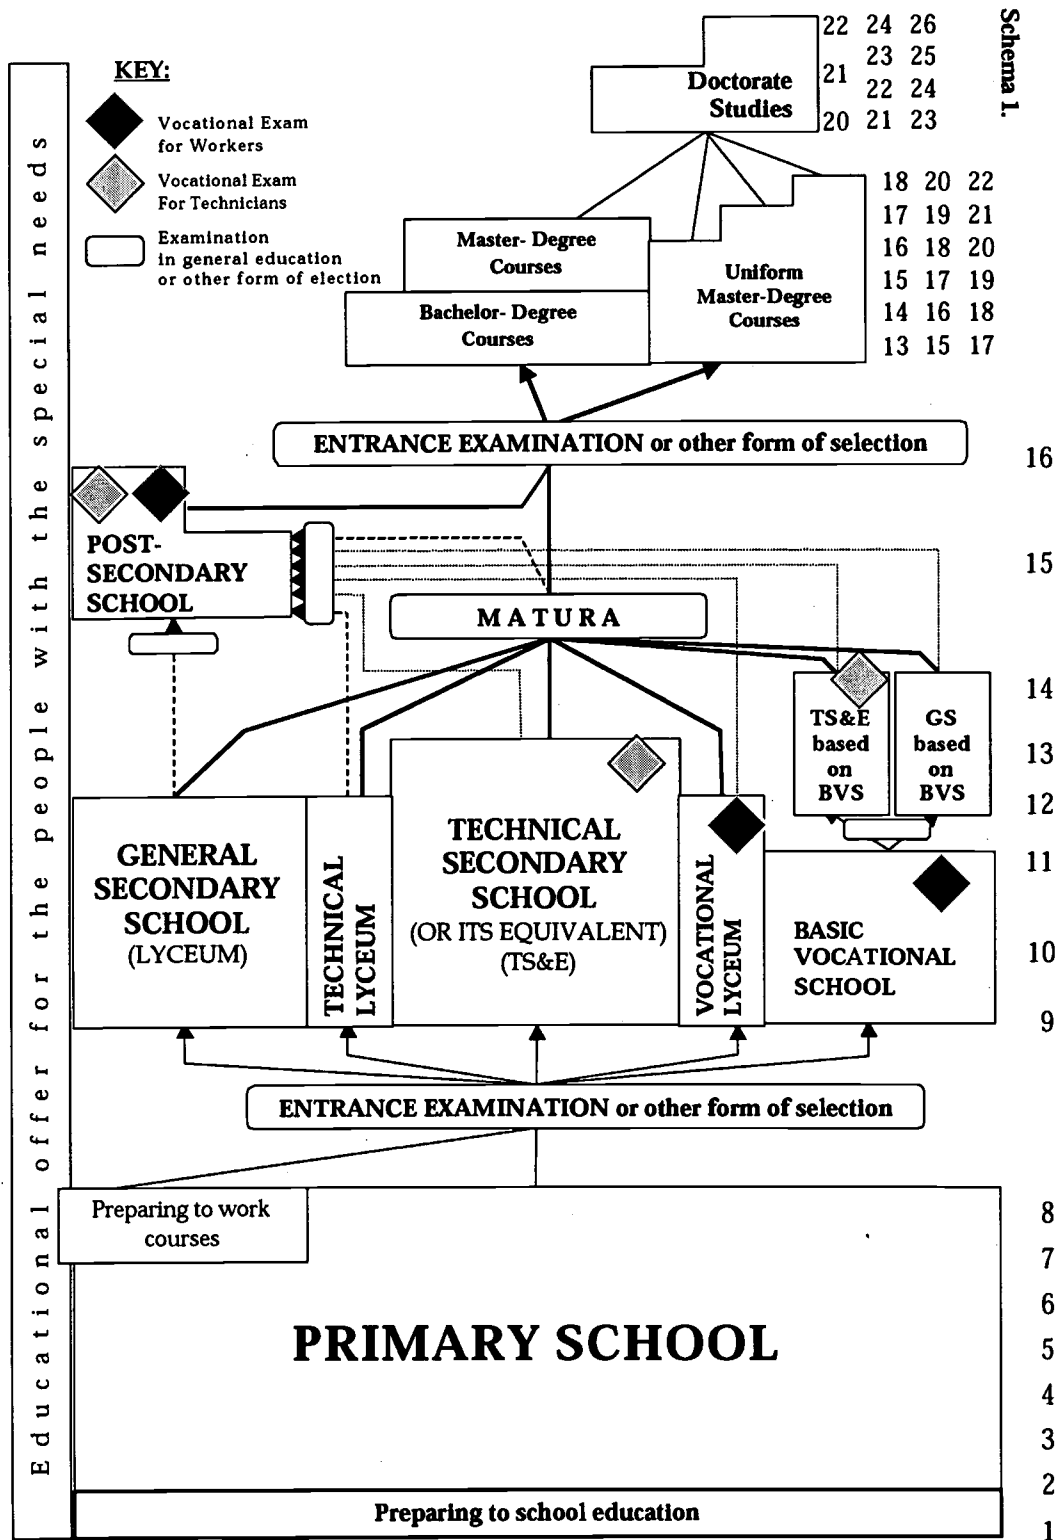 Schema 1.
KEY:
Vocational Exam
for Workers
Vocational Exam
For Technicians
Examination
in general education
or other form of election
Educational offer for the people with the special needs
22 24 26
23 25
21
22 24
20 21 23
Doctorate
Studies
18 20 22
17 19 21
16 18 20
15 17 19
14 16 18
13 15 17
Master- Degree
Courses
Bachelor- Degree
Courses
Uniform
Master-Degree
Courses
ENTRANCE EXAMINATION or other form of selection
16
POST-
SECONDARY
SCHOOL
15
MATURA
14
TS&E
based
on
BVS
GS
based
on
BVS
13
12
GENERAL
SECONDARY
SCHOOL
(LYCEUM)
TECHNICAL
LYCEUM
TECHNICAL
SECONDARY
SCHOOL
(OR ITS EQUIVALENT)
(TS&E)
VOCATIONAL
LYCEUM
BASIC
VOCATIONAL
SCHOOL
11
10
9
ENTRANCE EXAMINATION or other form of selection
Preparing to work
courses
8
7
6
PRIMARY SCHOOL
5
4
3
2
Preparing to school education
1